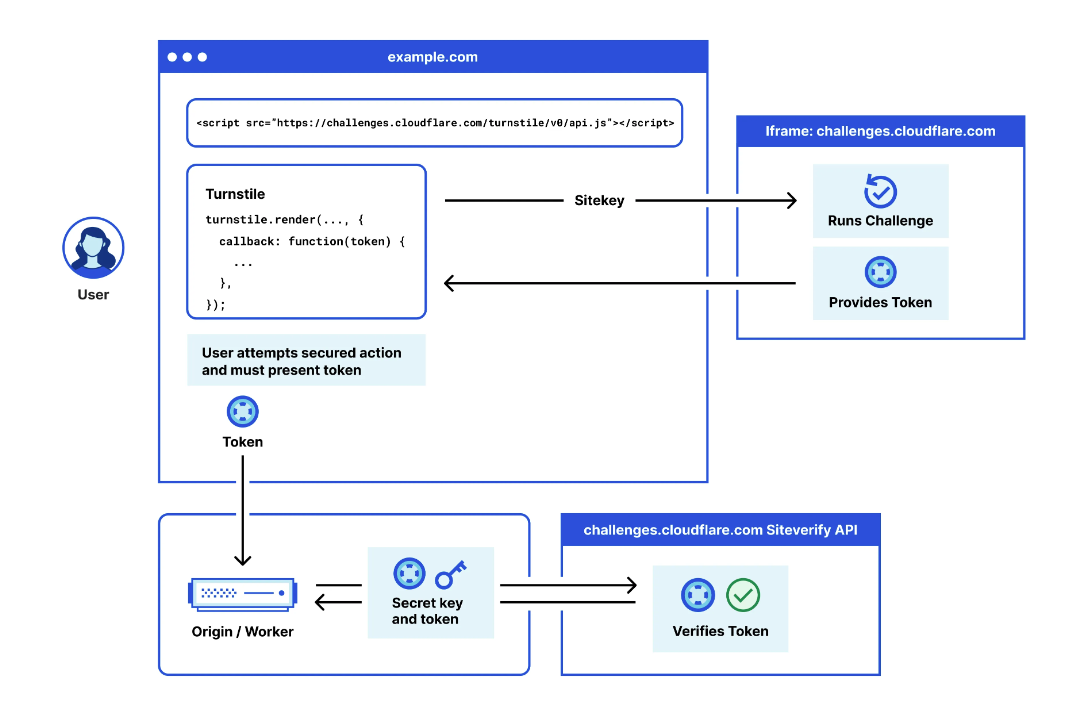 example.com
<script src="https://challenges.cloudflare.com/turnstile/v0/api.js"></script>
Turnstile
turnstile.render(..., {
callback: function(token) {
...
},
});
Sitekey
Iframe: challenges.cloudflare.com
Runs Challenge
Provides Token
User
User attempts secured action
and must present token
Token
Origin / Worker
Secret key
and token
challenges.cloudflare.com Siteverify API
Verifies Token